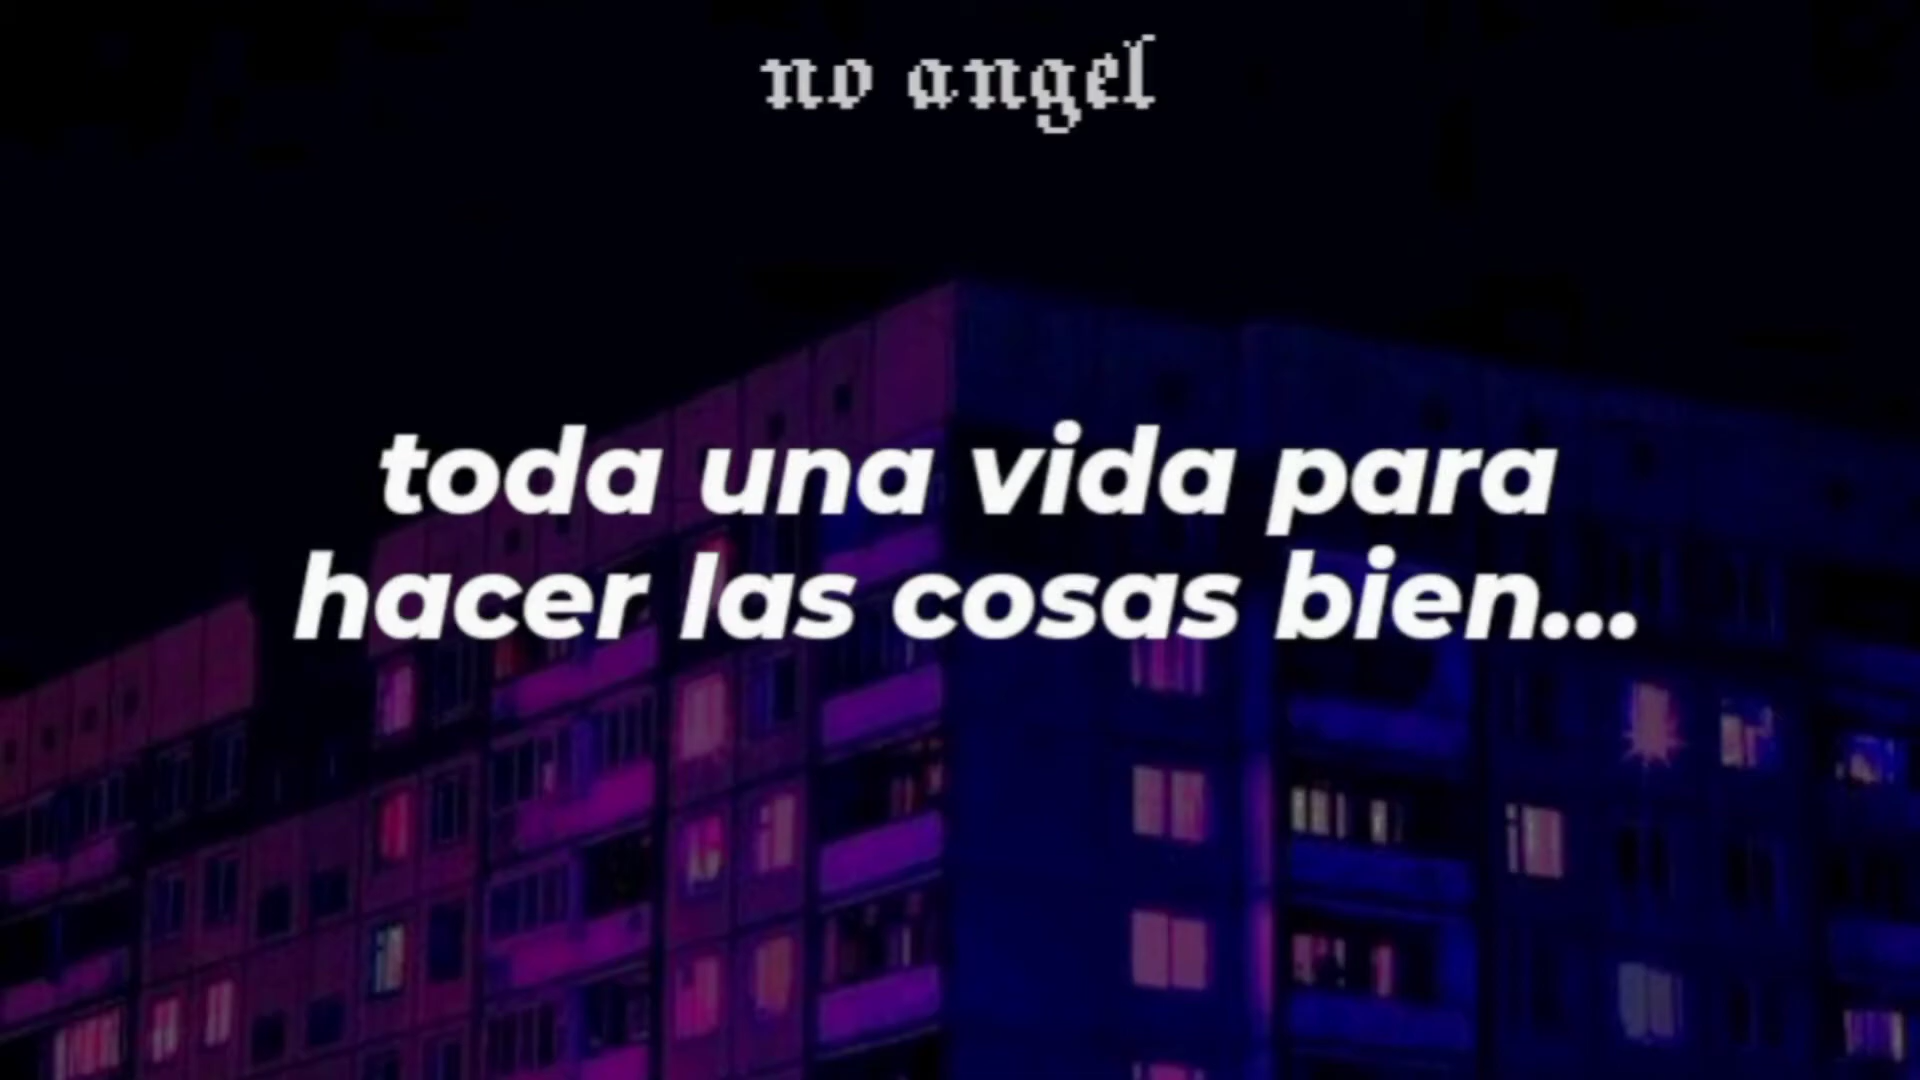 no angel
toda una vida para
hacer las cosas bien...